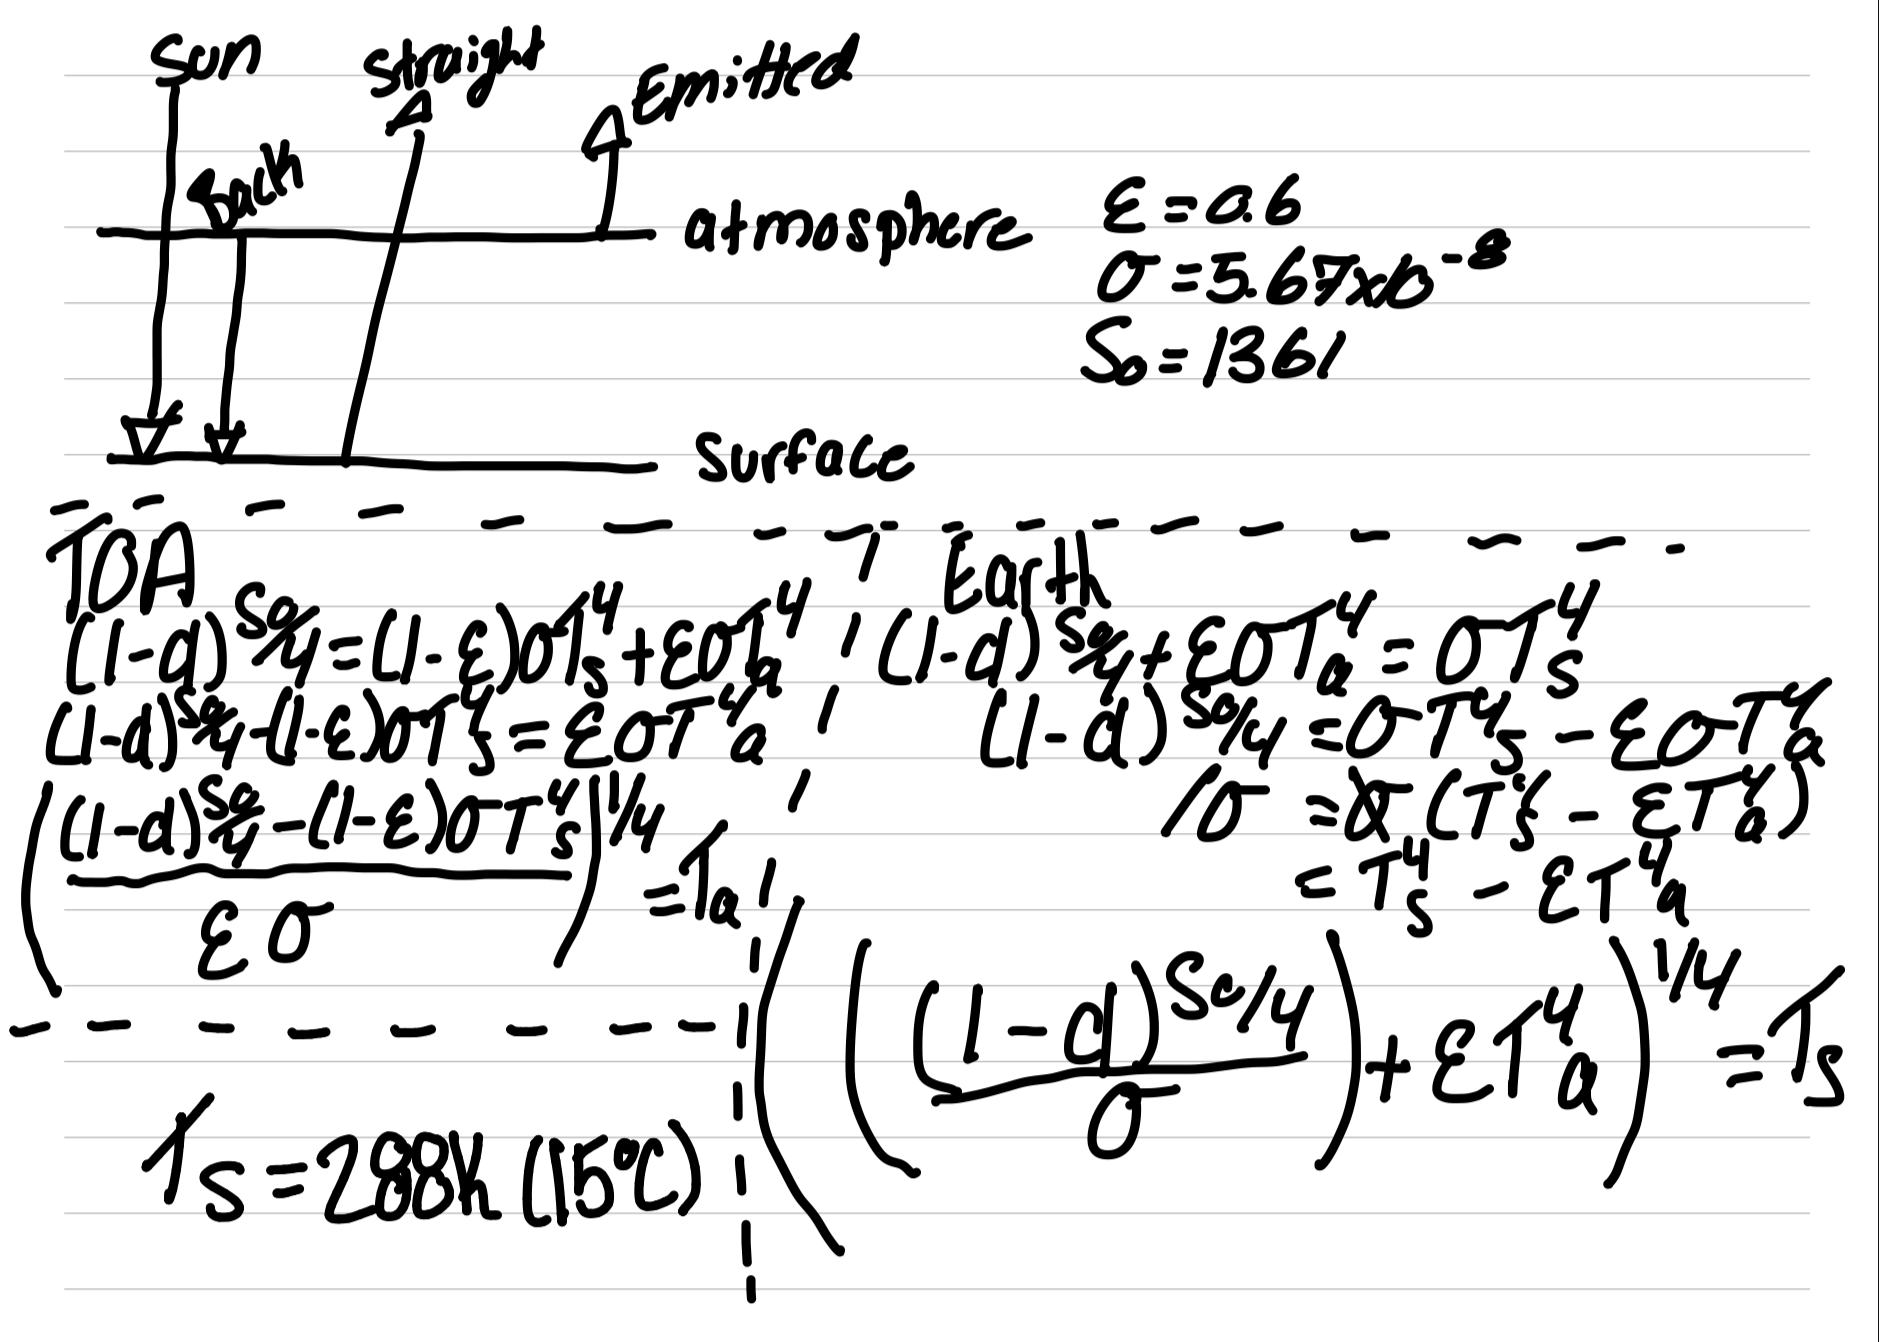 Sun
Straight
Emitted
Back
atmosphere
ε = 0.6
σ = 5.67x10⁻⁸
S₀ = 1361
Surface
TOA
(1-α)S₀/4 = (1-ε)σTs⁴ + εσTa⁴
(1-α)S₀/4 - (1-ε)σTs⁴ = εσTa⁴
(((1-α)S₀/4 - (1-ε)σTs⁴)/(εσ))^1/4 = Ta
Ts = 288K (15°C)
Earth
(1-α)S₀/4 + εσTa⁴ = σTs⁴
(1-α)S₀/4 = σTs⁴ - εσTa⁴
/σ = σ(Ts⁴ - εTa⁴)
= Ts⁴ - εTa⁴
(((1-α)S₀/4 / σ) + εTa⁴)^1/4 = Ts